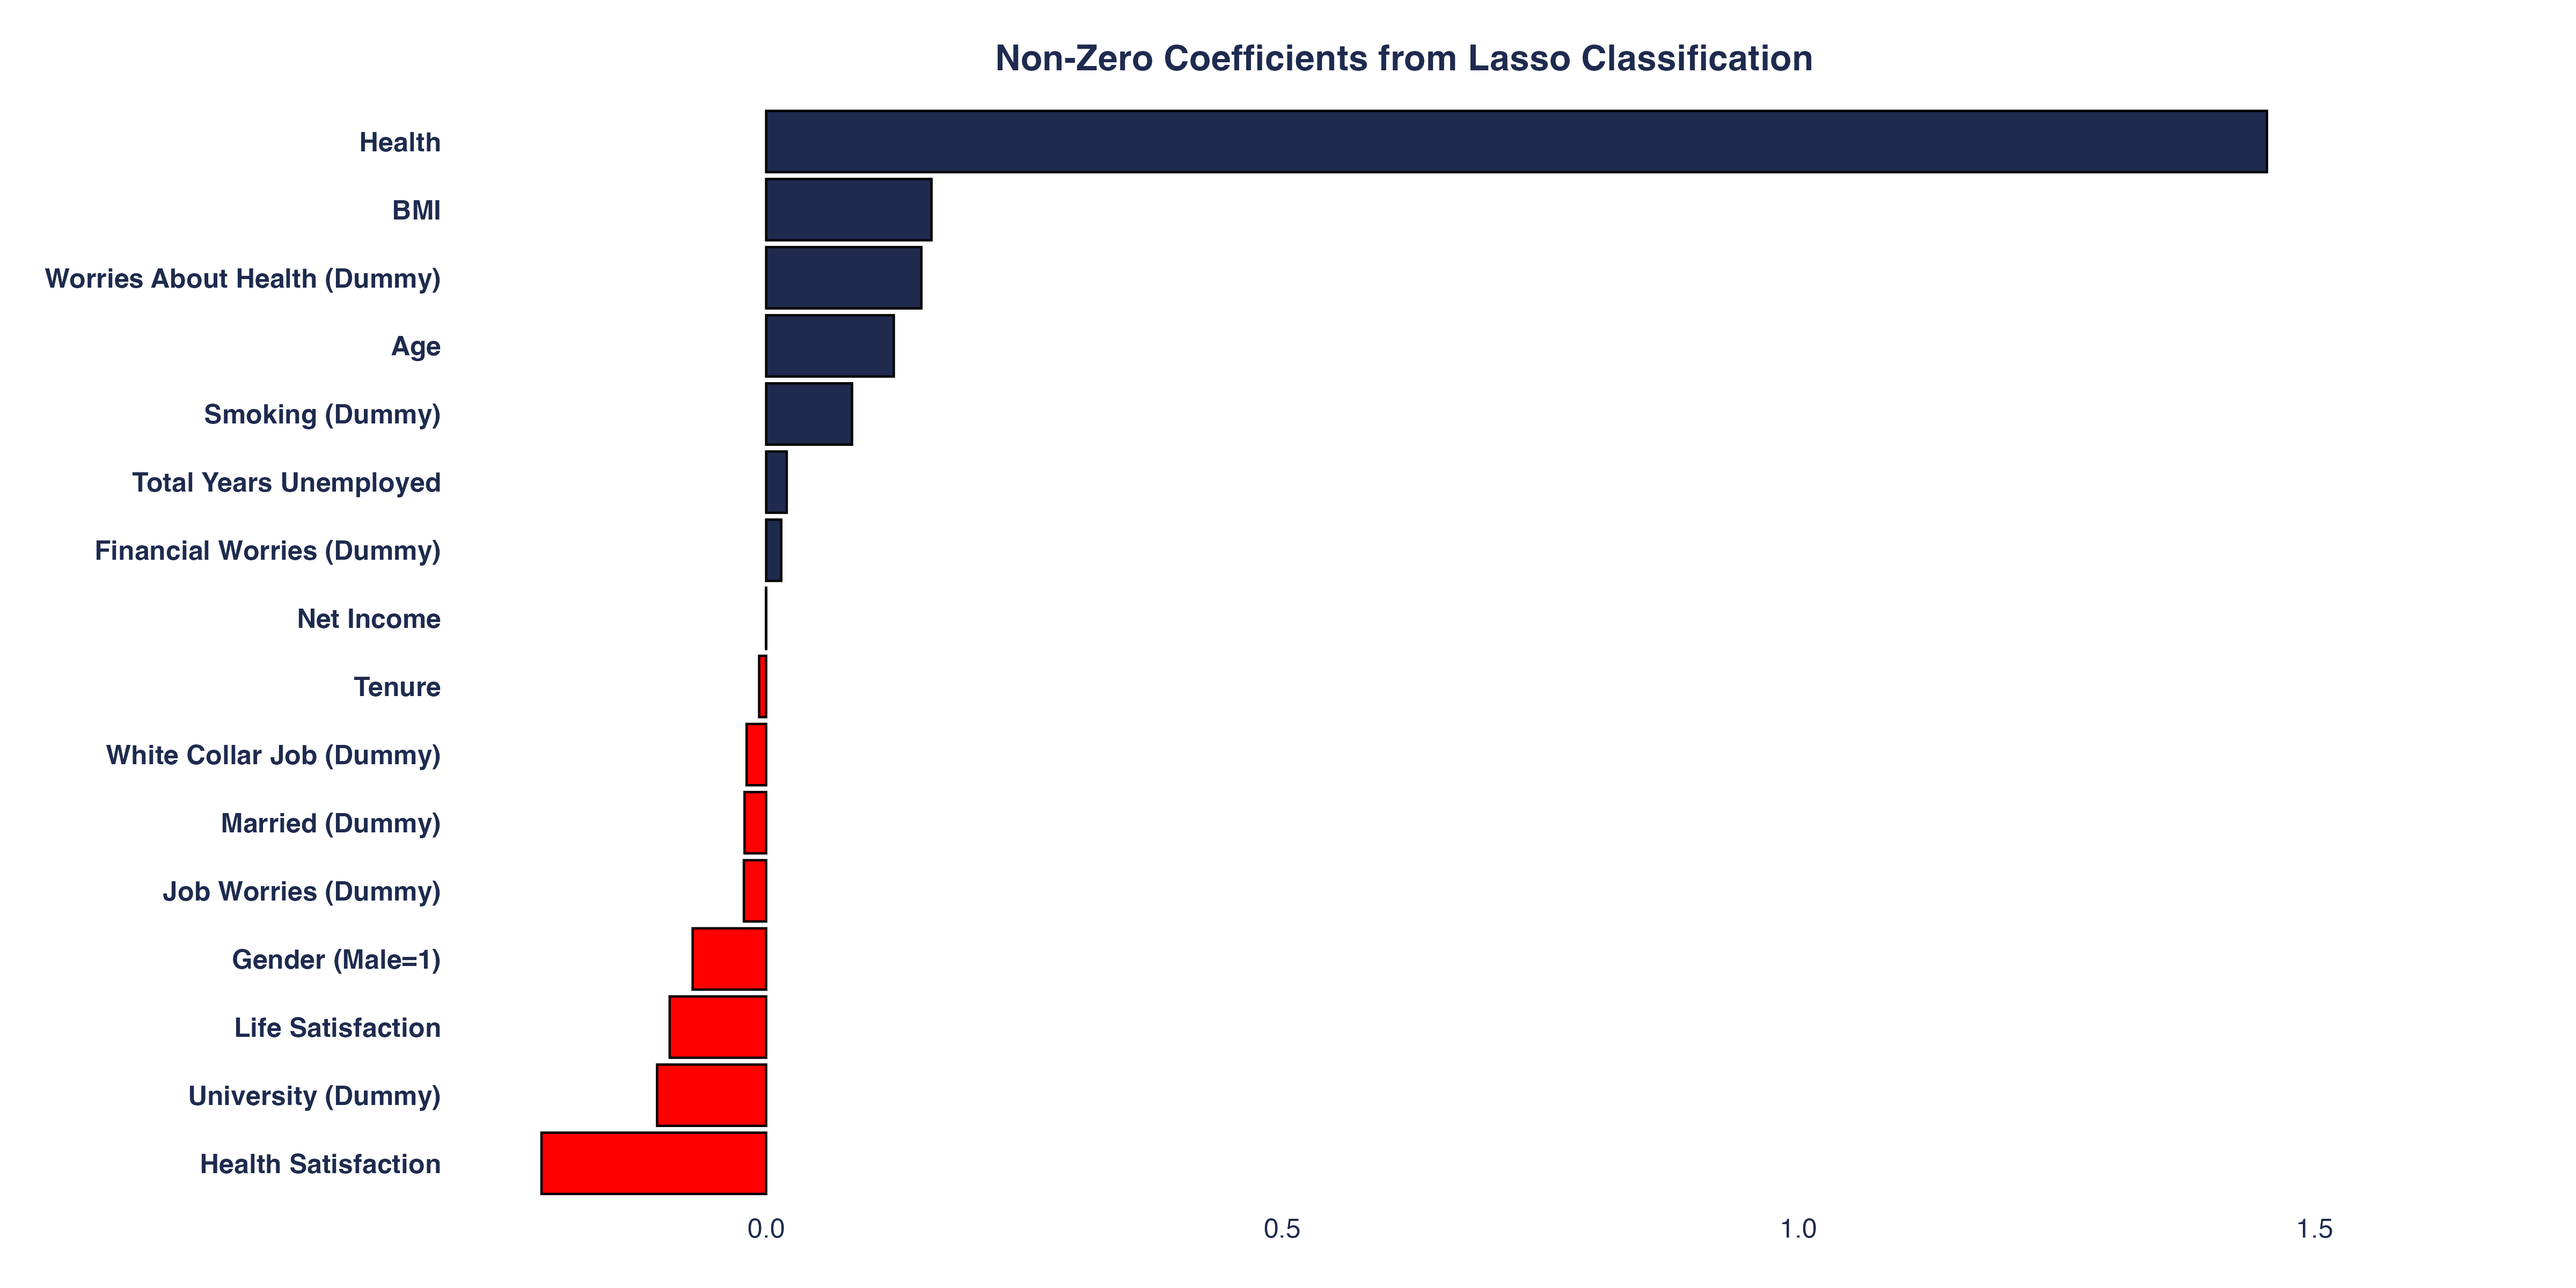 Non-Zero Coefficients from Lasso Classification
Health
BMI
Worries About Health (Dummy)
Age
Smoking (Dummy)
Total Years Unemployed
Financial Worries (Dummy)
Net Income
Tenure
White Collar Job (Dummy)
Married (Dummy)
Job Worries (Dummy)
Gender (Male=1)
Life Satisfaction
University (Dummy)
Health Satisfaction
0.0 0.5 1.0 1.5